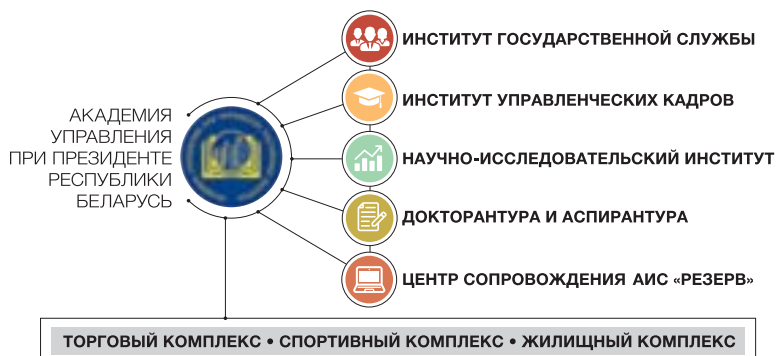 АКАДЕМИЯ
УПРАВЛЕНИЯ
ПРИ ПРЕЗИДЕНТЕ
РЕСПУБЛИКИ
БЕЛАРУСЬ
ИНСТИТУТ ГОСУДАРСТВЕННОЙ СЛУЖБЫ
ИНСТИТУТ УПРАВЛЕНЧЕСКИХ КАДРОВ
НАУЧНО-ИССЛЕДОВАТЕЛЬСКИЙ ИНСТИТУТ
ДОКТОРАНТУРА И АСПИРАНТУРА
ЦЕНТР СОПРОВОЖДЕНИЯ АИС «РЕЗЕРВ»
ТОРГОВЫЙ КОМПЛЕКС • СПОРТИВНЫЙ КОМПЛЕКС • ЖИЛИЩНЫЙ КОМПЛЕКС